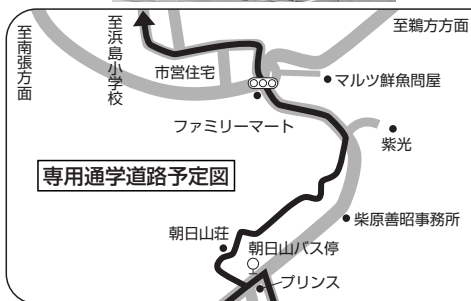 至南張方面
至浜島小学校
市営住宅
至鵜方方面
マルツ鮮魚問屋
ファミリーマート
紫光
専用通学道路予定図
柴原善昭事務所
朝日山荘
朝日山バス停
プリンス